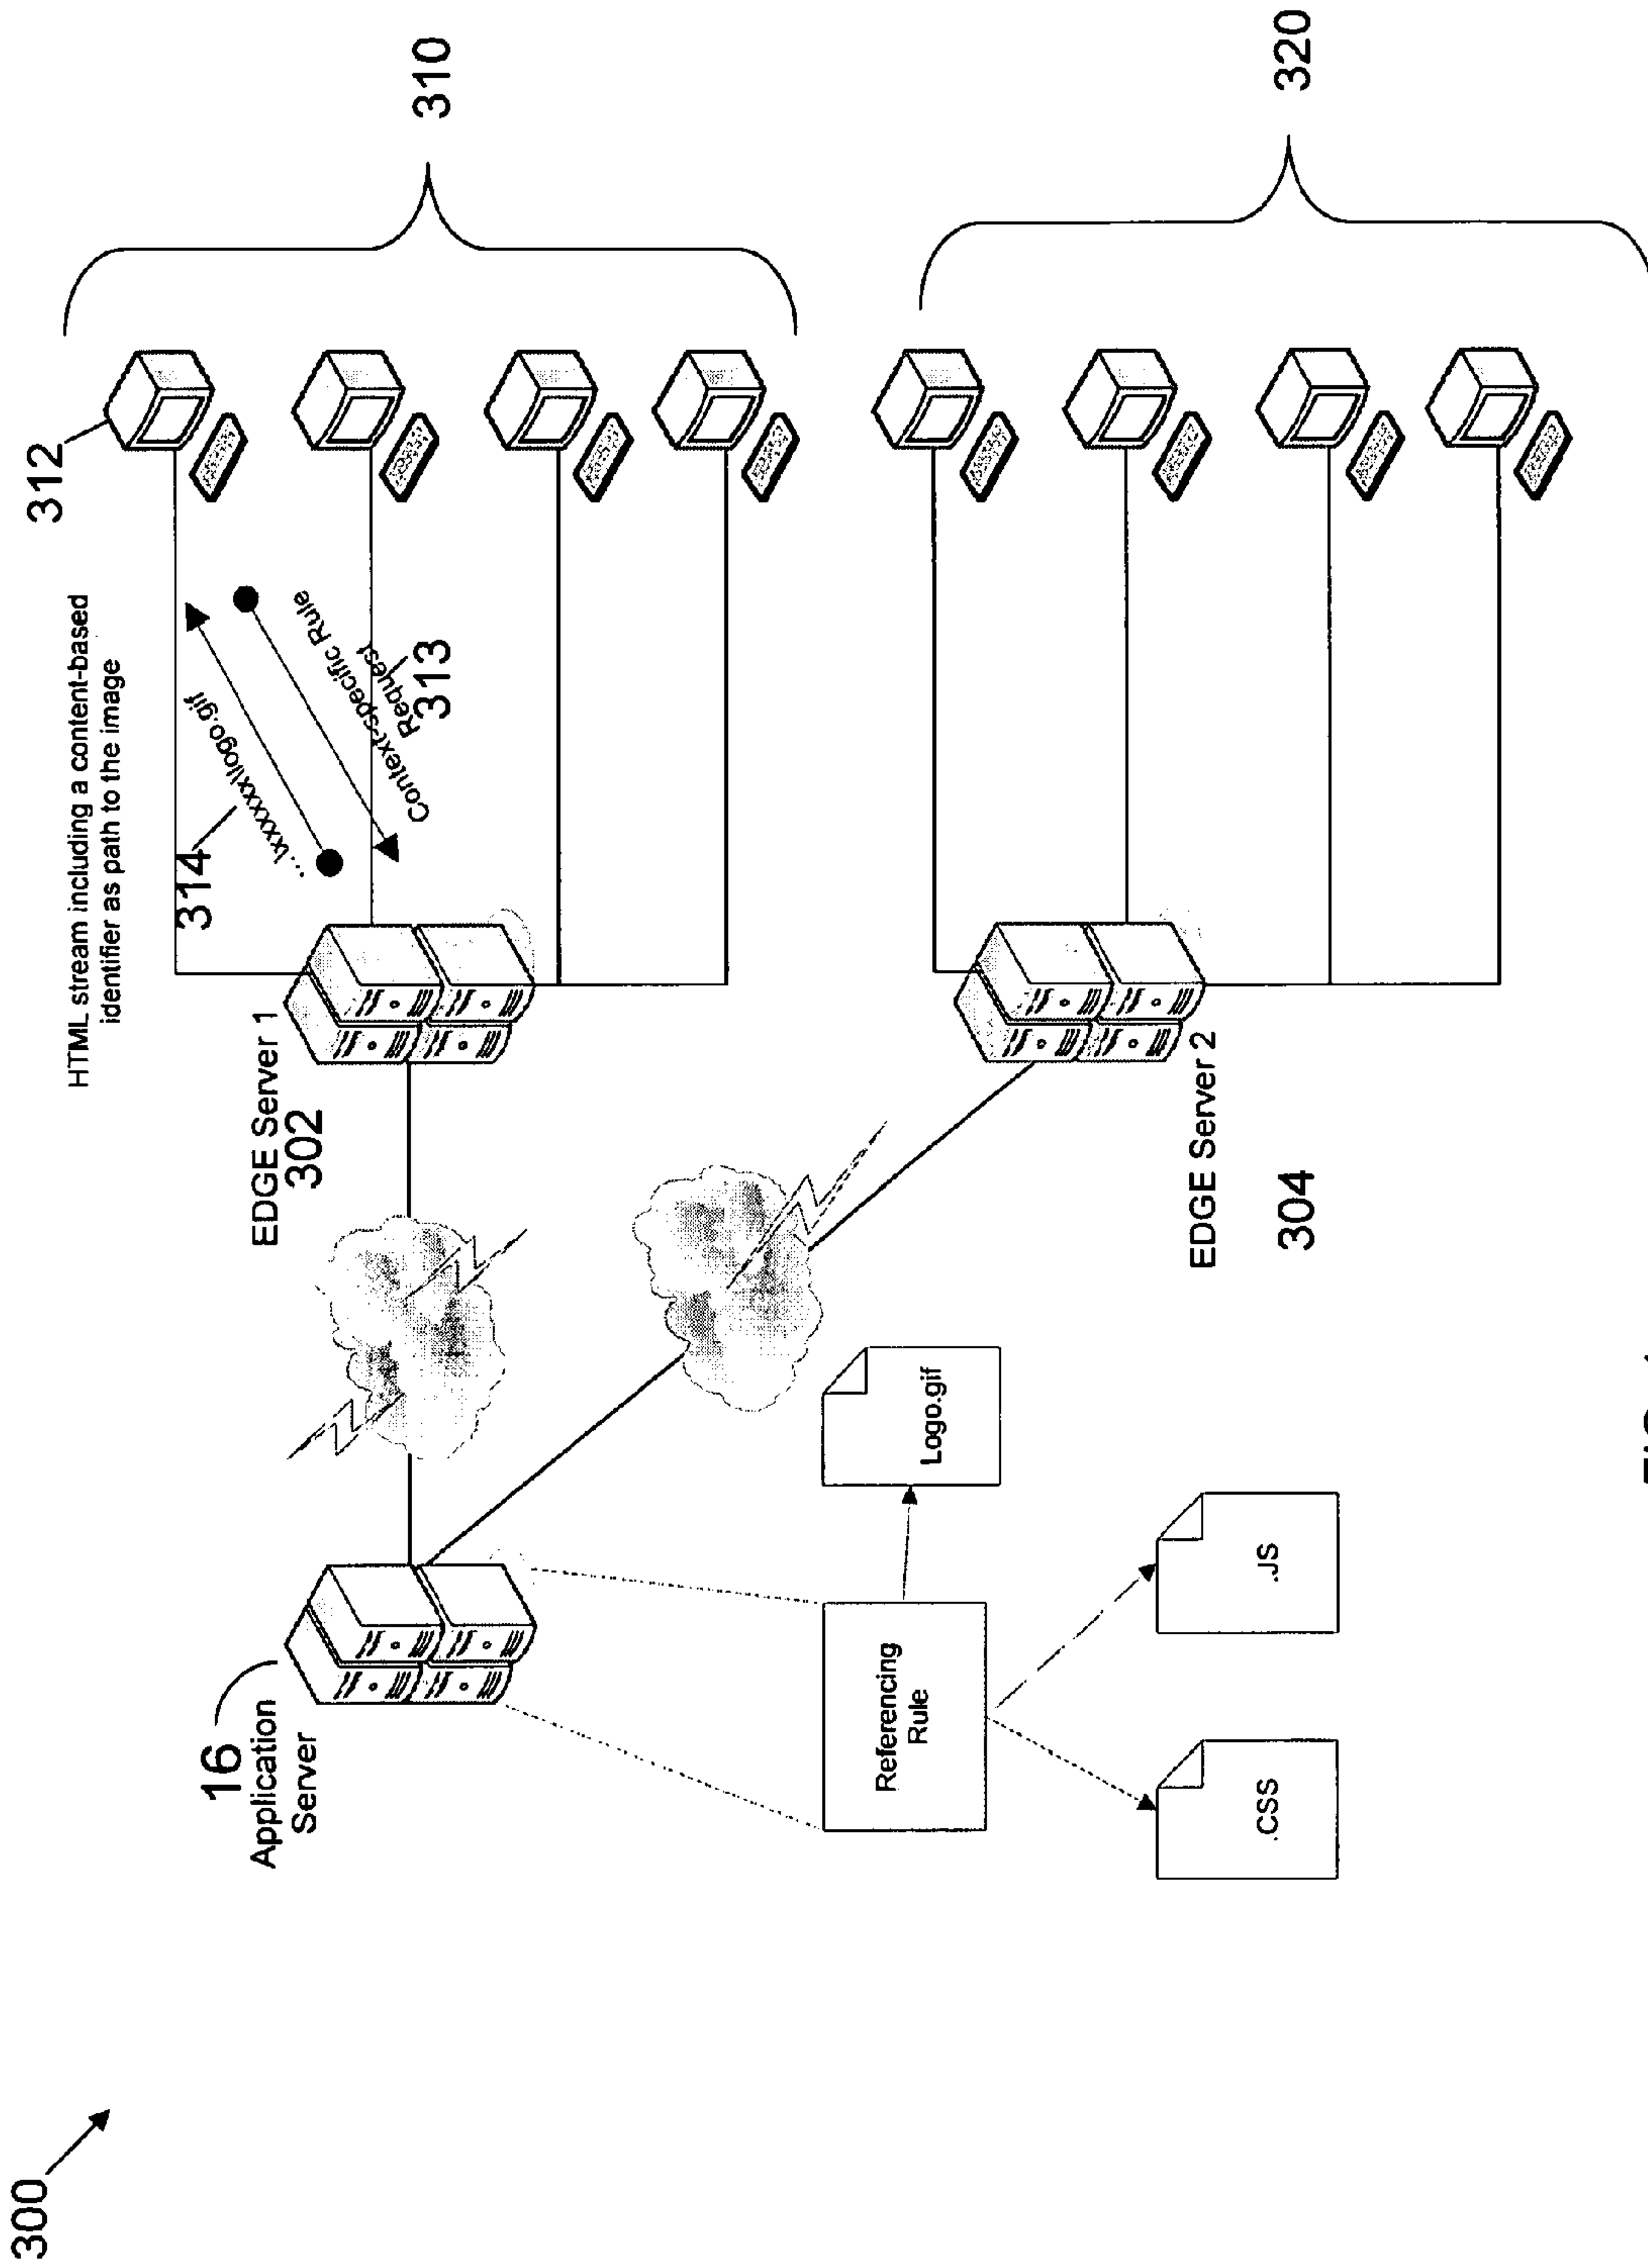 300
16
Application
Server
Referencing
Rule
Logo.gif
.CSS
.JS
EDGE Server 1
302
EDGE Server 2
304
HTML stream including a content-based
identifier as path to the image
314
...\xxxxxx\logo.gif
Context-specific Rule
Request
313
312
310
320